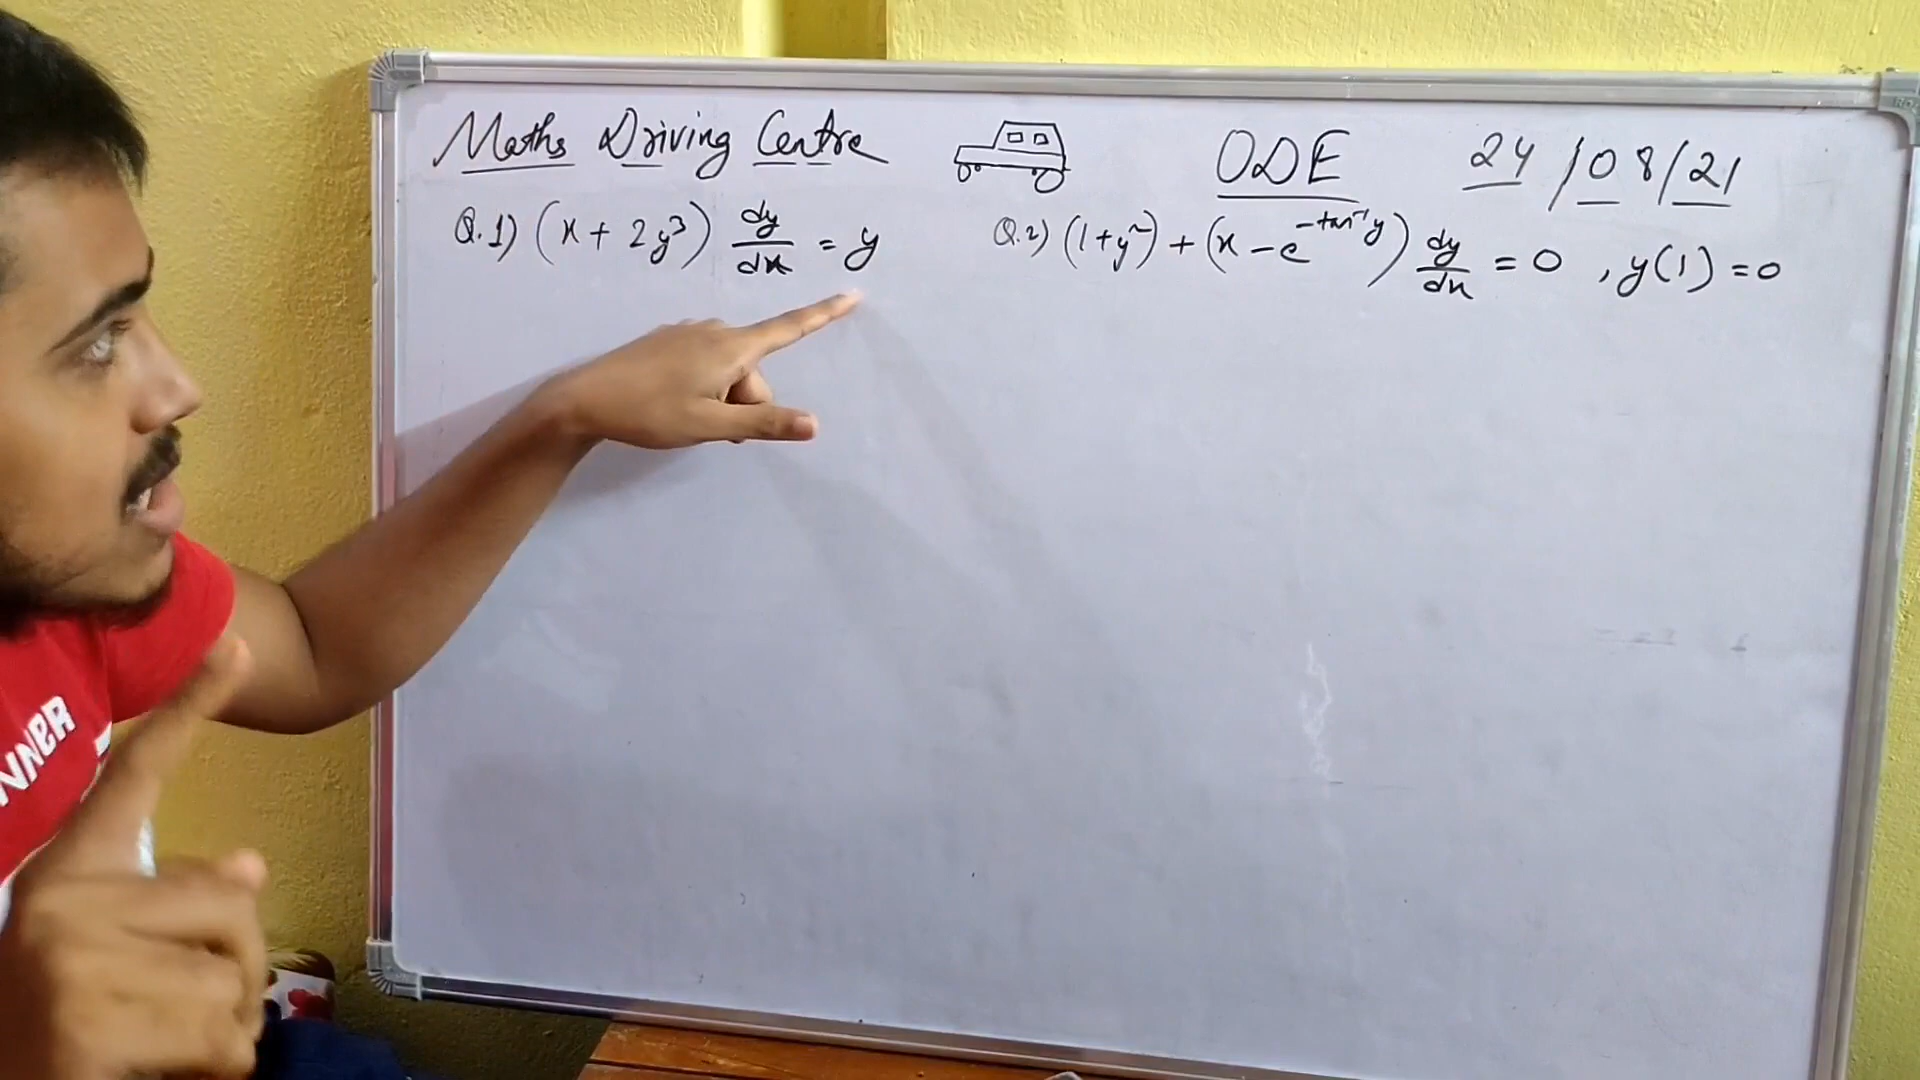 Maths Driving Centre ODE 24/08/21
Q.1) (x + 2y³) dy/dx = y
Q.2) (1+y²) + (x - e^(-tan⁻¹y)) dy/dx = 0 , y(1) = 0
NNER